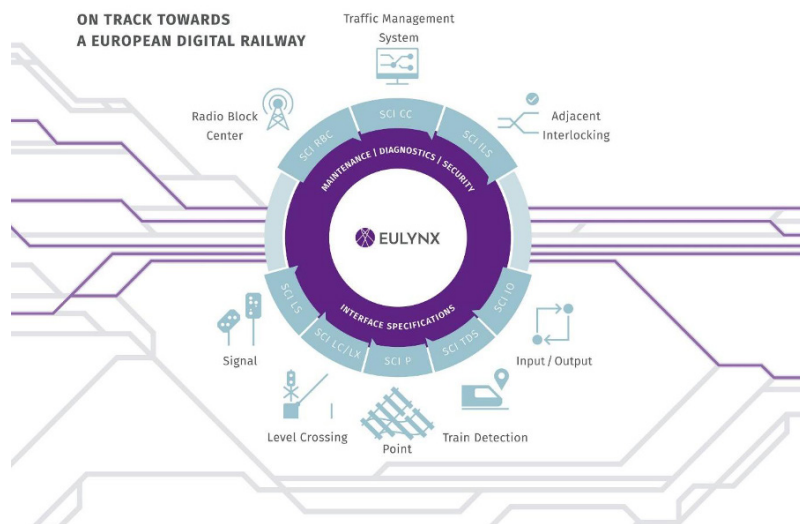 ON TRACK TOWARDS
A EUROPEAN DIGITAL RAILWAY
Traffic Management
System
Radio Block
Center
Adjacent
Interlocking
SCI RBC
SCI CC
SCI ILS
MAINTENANCE | DIAGNOSTICS | SECURITY
EULYNX
INTERFACE SPECIFICATIONS
SCI LS
SCI LC/LX
SCI P
SCI TDS
SCI IO
Signal
Input / Output
Level Crossing
Point
Train Detection